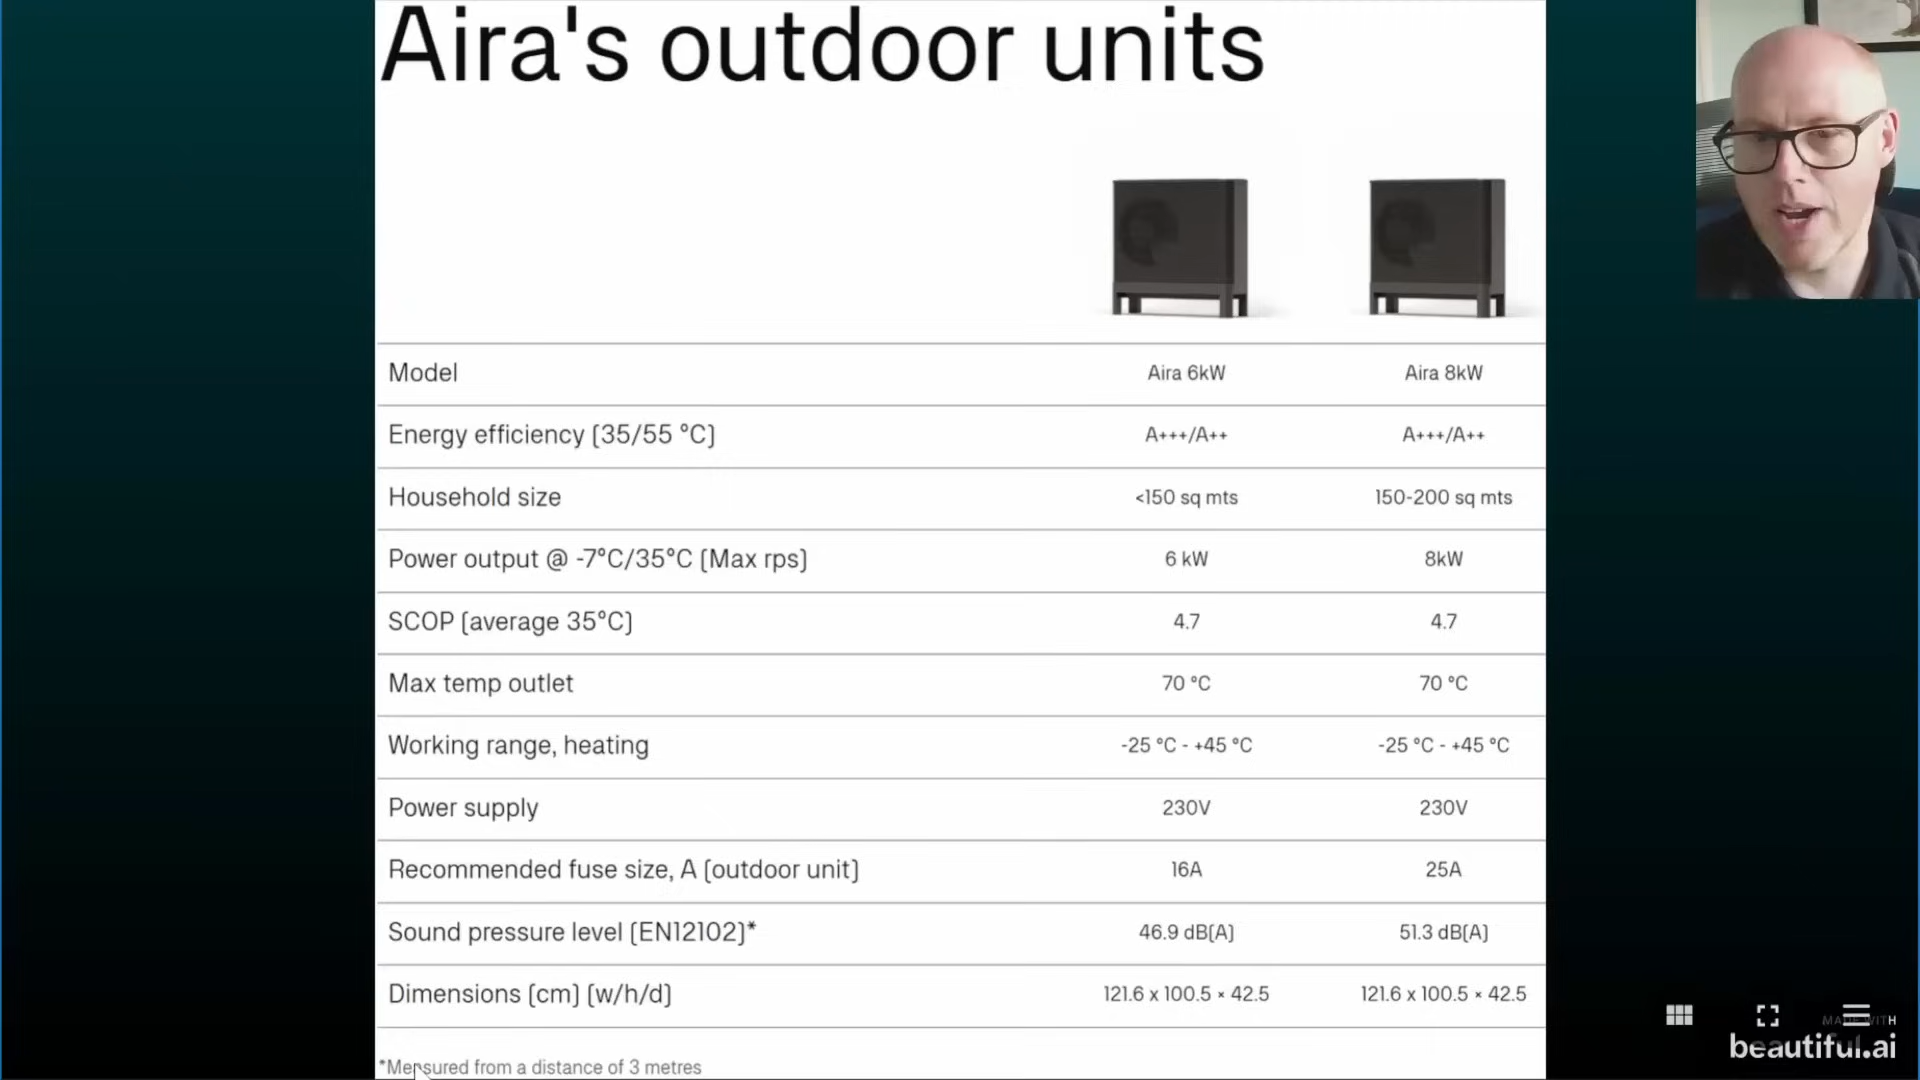 Aira's outdoor units
Model Aira 6kW Aira 8kW
Energy efficiency (35/55 °C) A+++/A++ A+++/A++
Household size <150 sq mts 150-200 sq mts
Power output @ -7°C/35°C (Max rps) 6 kW 8kW
SCOP (average 35°C) 4.7 4.7
Max temp outlet 70 °C 70 °C
Working range, heating -25 °C - +45 °C -25 °C - +45 °C
Power supply 230V 230V
Recommended fuse size, A (outdoor unit) 16A 25A
Sound pressure level (EN12102)* 46.9 dB(A) 51.3 dB(A)
Dimensions (cm) (w/h/d) 121.6 x 100.5 × 42.5 121.6 x 100.5 × 42.5
*Measured from a distance of 3 metres
MADE WITH
beautiful.ai